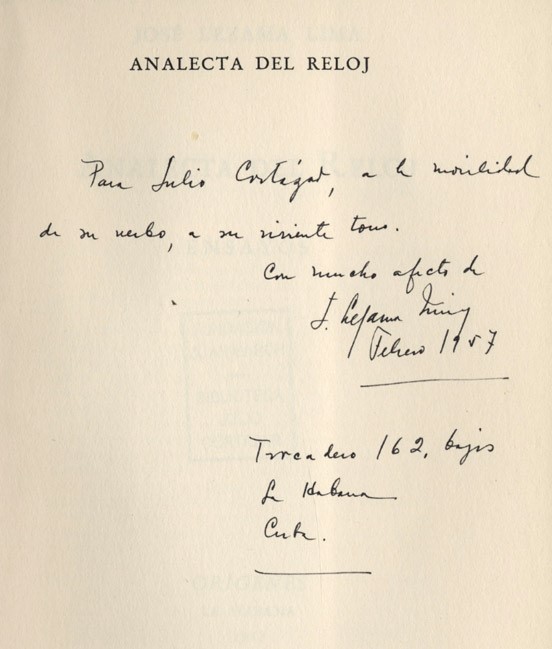 ANALECTA DEL RELOJ
Para Julio Cortázar, a la movilidad
de su verbo, a su viviente tono.
Con mucho afecto de
J. Lezama Lima
Febrero 1957
Trocadero 162, bajos
La Habana
Cuba.